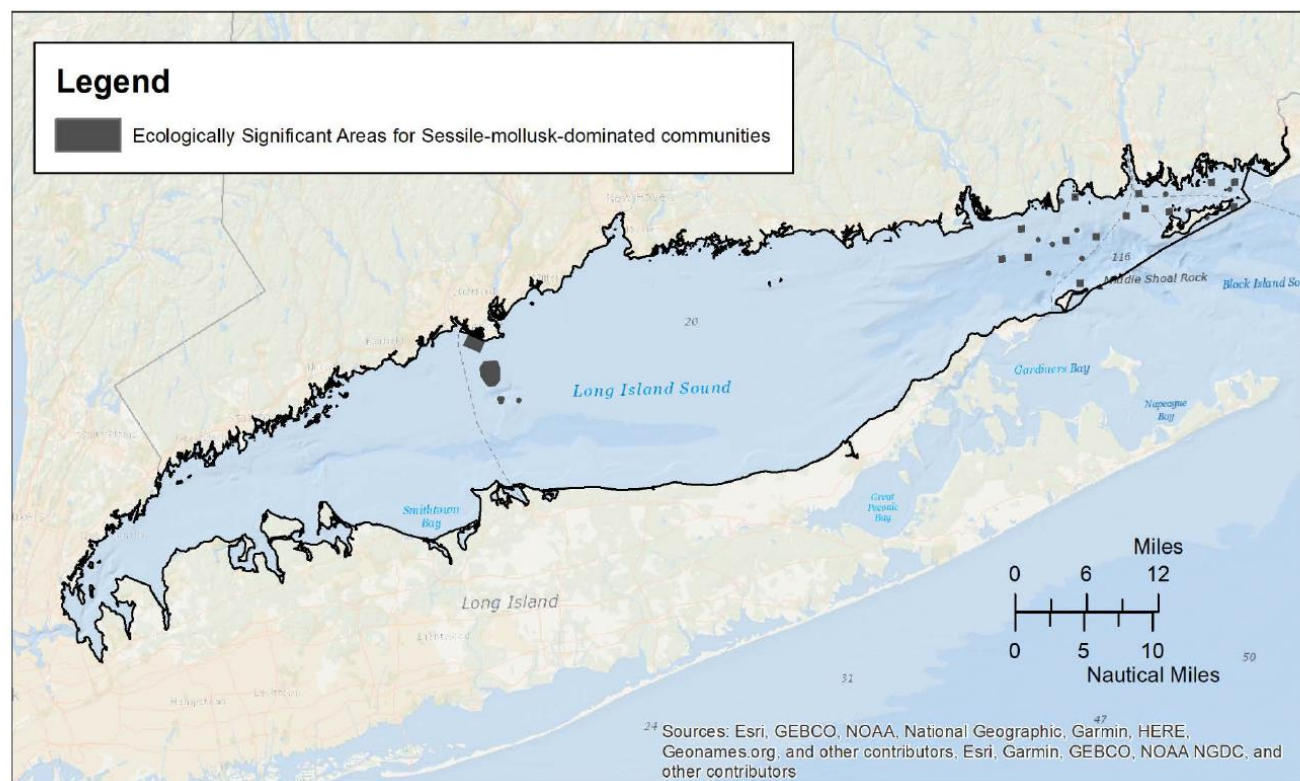 Legend
Ecologically Significant Areas for Sessile-mollusk-dominated communities
116
Middle Shoal Rock
Block Island So
20
Long Island Sound
Gardiners Bay
Napeague
Bay
Great
Peconic
Bay
Smithtown
Bay
Long Island
Miles
0 6 12
0 5 10
Nautical Miles
50
31
24
47
Sources: Esri, GEBCO, NOAA, National Geographic, Garmin, HERE,
Geonames.org, and other contributors, Esri, Garmin, GEBCO, NOAA NGDC, and
other contributors